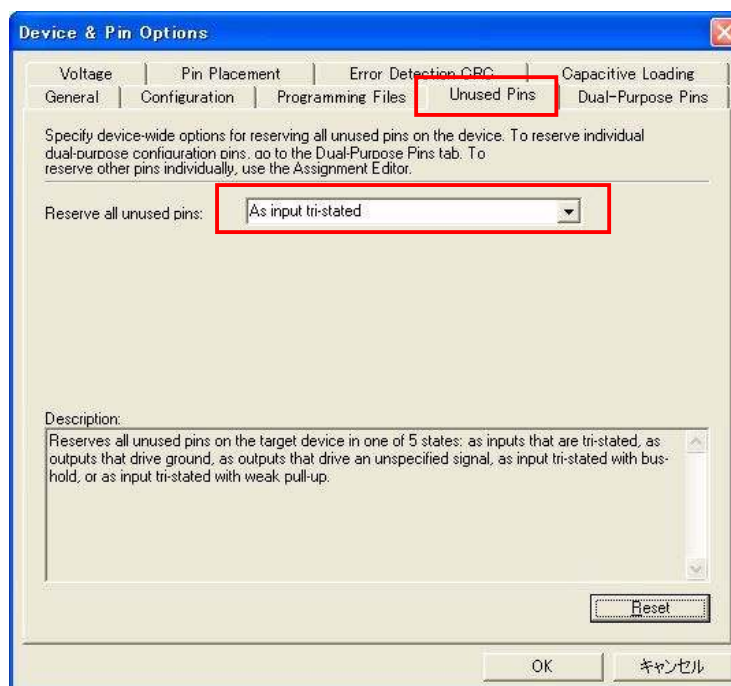 Device & Pin Options
Voltage Pin Placement Error Detection CRC Capacitive Loading
General Configuration Programming Files Unused Pins Dual-Purpose Pins
Specify device-wide options for reserving all unused pins on the device. To reserve individual
dual-purpose configuration pins, go to the Dual-Purpose Pins tab. To
reserve other pins individually, use the Assignment Editor.
Reserve all unused pins: As input tri-stated
Description:
Reserves all unused pins on the target device in one of 5 states: as inputs that are tri-stated, as
outputs that drive ground, as outputs that drive an unspecified signal, as input tri-stated with bus-
hold, or as input tri-stated with weak pull-up.
Reset
OK キャンセル